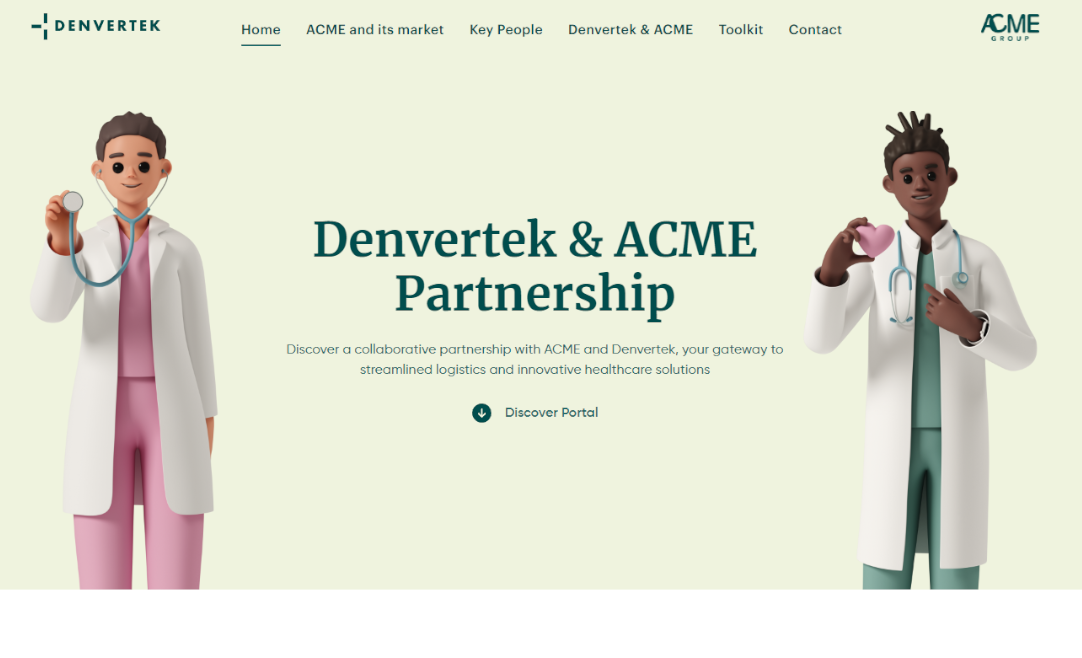 DENVERTEK
Home ACME and its market Key People Denvertek & ACME Toolkit Contact
ACME
GROUP
Denvertek & ACME
Partnership
Discover a collaborative partnership with ACME and Denvertek, your gateway to
streamlined logistics and innovative healthcare solutions
Discover Portal